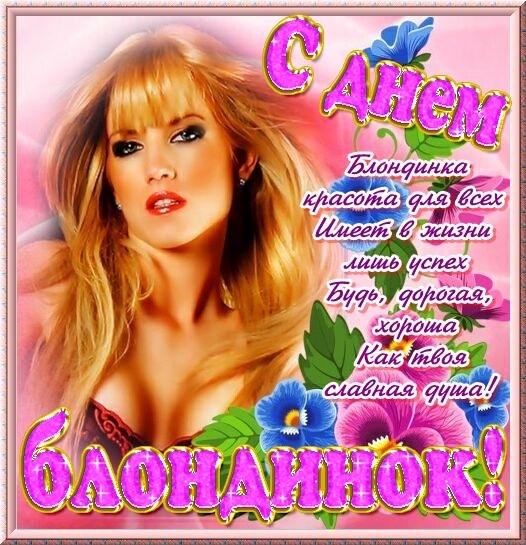 С днем
Блондинка
красота для всех
Имеет в жизни
лишь успех
Будь, дорогая,
хороша
Как твоя
славная душа!
блондинок!